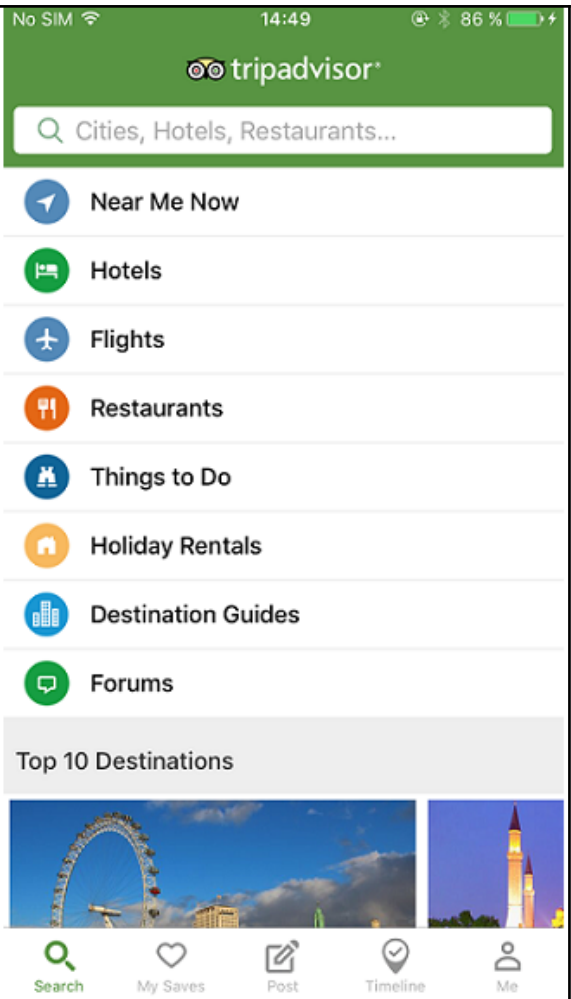 No SIM 14:49 86 %
tripadvisor®
Cities, Hotels, Restaurants...
Near Me Now
Hotels
Flights
Restaurants
Things to Do
Holiday Rentals
Destination Guides
Forums
Top 10 Destinations
Search My Saves Post Timeline Me